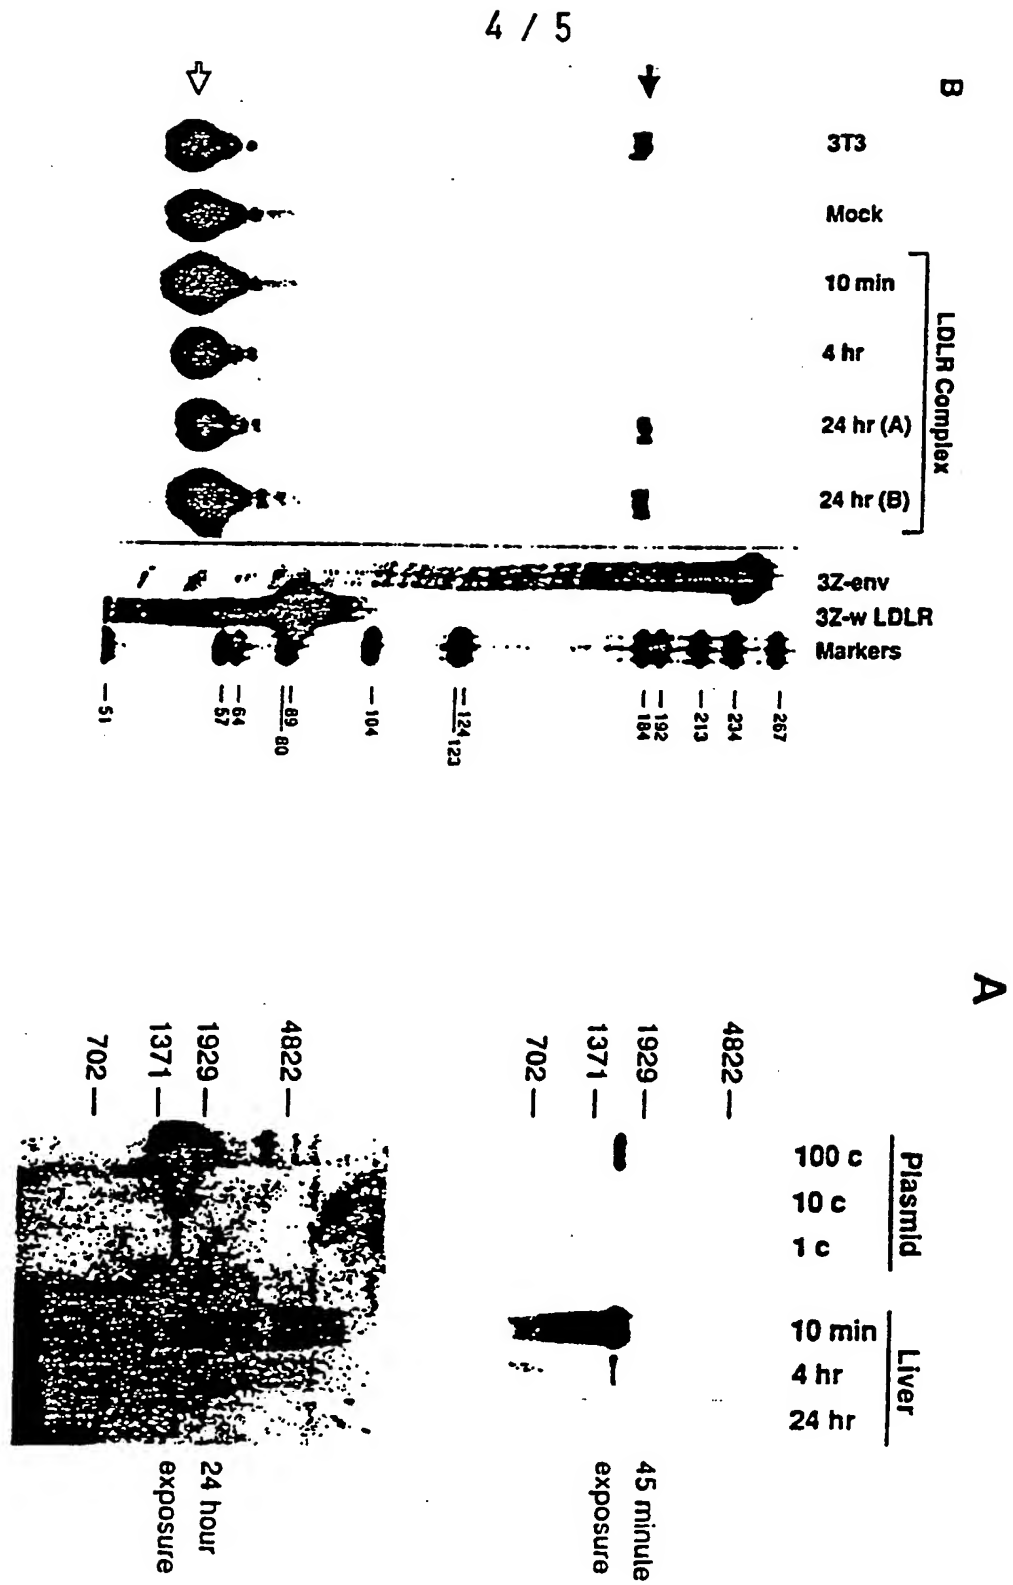 4 / 5
B
3T3
Mock
10 min
4 hr
24 hr (A)
24 hr (B)
LDLR Complex
3Z-env
3Z-w LDLR
Markers
267
234
213
192
184
124
123
104
89
80
64
57
51
A
Plasmid
100 c
10 c
1 c
Liver
10 min
4 hr
24 hr
4822
1929
1371
702
45 minute
exposure
4822
1929
1371
702
24 hour
exposure